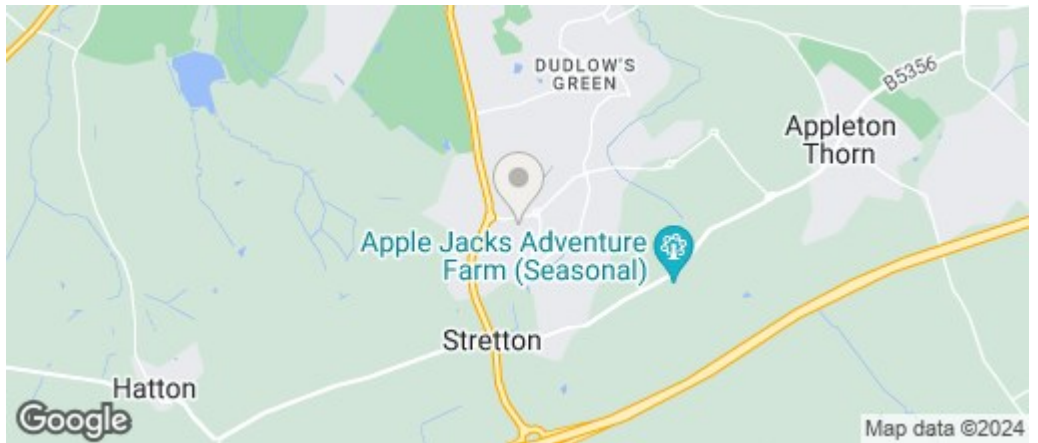 DUDLOW'S
GREEN
B5356
Appleton
Thorn
Apple Jacks Adventure
Farm (Seasonal)
Stretton
Hatton
Google
Map data ©2024